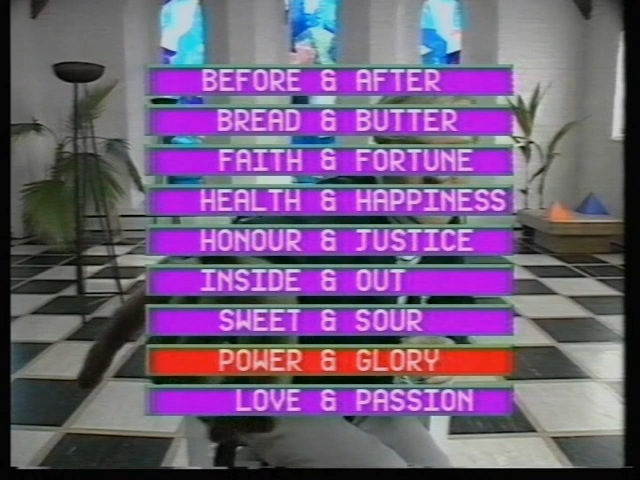 BEFORE & AFTER
BREAD & BUTTER
FAITH & FORTUNE
HEALTH & HAPPINESS
HONOUR & JUSTICE
INSIDE & OUT
SWEET & SOUR
POWER & GLORY
LOVE & PASSION